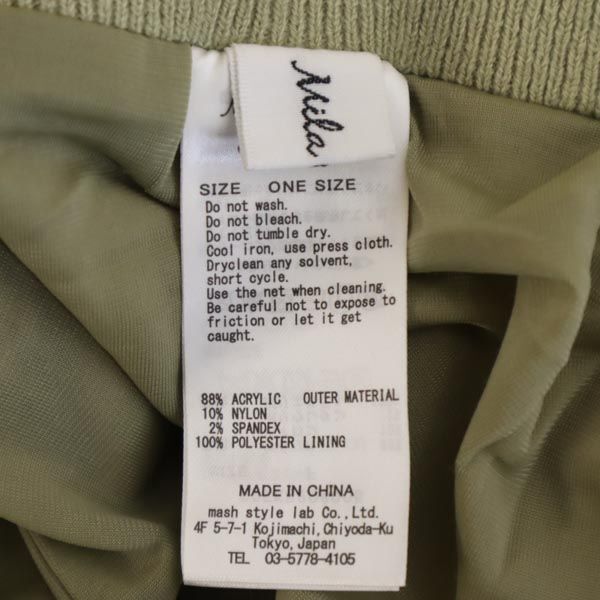 Mila
SIZE ONE SIZE
Do not wash.
Do not bleach.
Do not tumble dry.
Cool iron, use press cloth.
Dryclean any solvent,
short cycle.
Use the net when cleaning.
Be careful not to expose to
friction or let it get
caught.
88% ACRYLIC OUTER MATERIAL
10% NYLON
2% SPANDEX
100% POLYESTER LINING
MADE IN CHINA
mash style lab Co.,Ltd.
4F 5-7-1 Kojimachi,Chiyoda-Ku
Tokyo,Japan
TEL 03-5778-4105